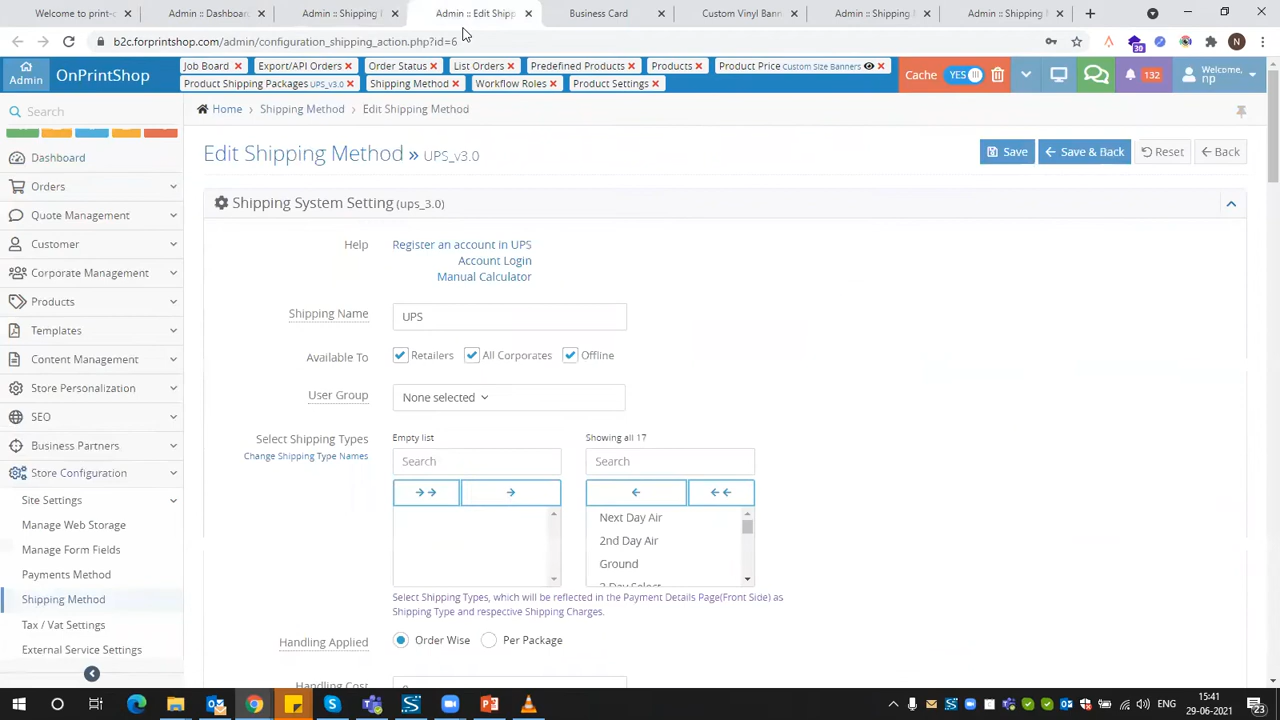 Welcome to print-c
Admin :: Dashboa
Admin :: Shipping T
Admin :: Edit Shipp
Business Card
Custom Vinyl Bann
Admin :: Shipping M
Admin :: Shipping M
b2c.forprintshop.com/admin/configuration_shipping_action.php?id=6
30
N
Admin
OnPrintShop
Job Board
Export/API Orders
Order Status
List Orders
Predefined Products
Products
Product Price Custom Size Banners
Product Shipping Packages UPS_v3.0
Shipping Method
Workflow Roles
Product Settings
Cache YES
132
Welcome, np
Search
Home > Shipping Method > Edit Shipping Method
Edit Shipping Method » UPS_v3.0
Save
Save & Back
Reset
Back
Dashboard
Orders
Quote Management
Customer
Corporate Management
Products
Templates
Content Management
Store Personalization
SEO
Business Partners
Store Configuration
Site Settings
Manage Web Storage
Manage Form Fields
Payments Method
Shipping Method
Tax / Vat Settings
External Service Settings
Shipping System Setting (ups_3.0)
Help
Register an account in UPS
Account Login
Manual Calculator
Shipping Name
UPS
Available To
Retailers
All Corporates
Offline
User Group
None selected
Select Shipping Types
Change Shipping Type Names
Empty list
Showing all 17
Search
Search
Next Day Air
2nd Day Air
Ground
3 Day Select
Select Shipping Types, which will be reflected in the Payment Details Page(Front Side) as
Shipping Type and respective Shipping Charges.
Handling Applied
Order Wise
Per Package
Handling Cost
15:41
29-06-2021
23